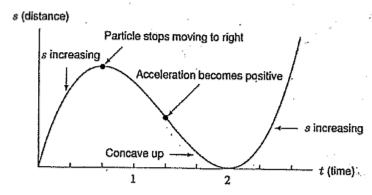 s (distance)
Particle stops moving to right
s increasing
Acceleration becomes positive
s increasing
Concave up
t (time)
1
2